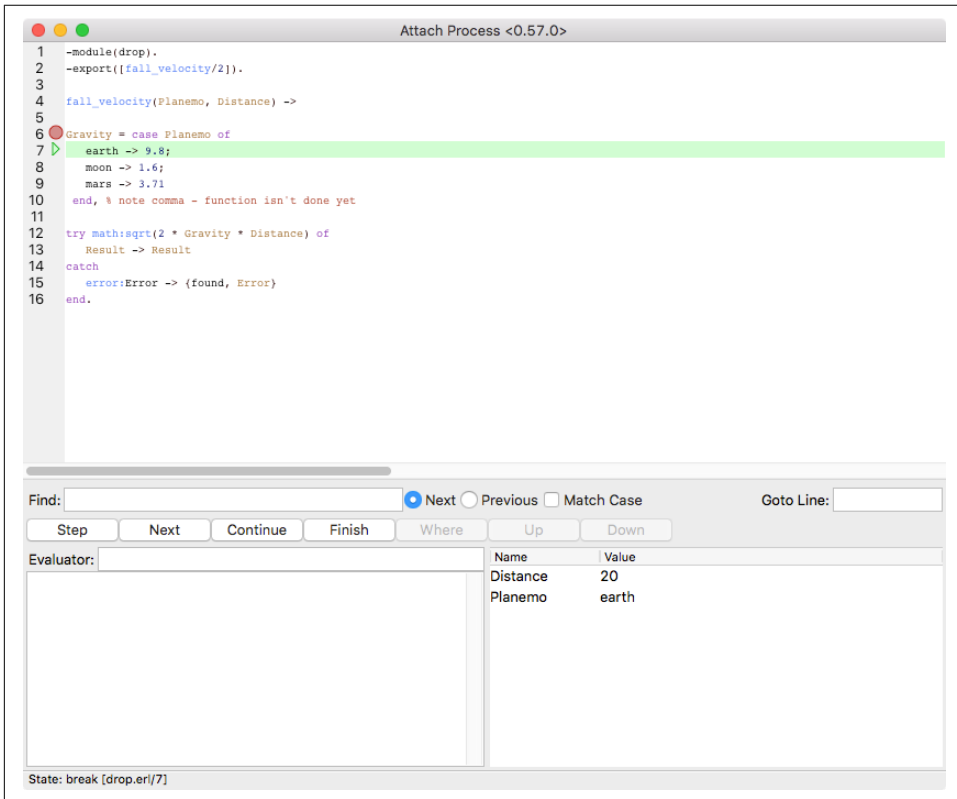 Attach Process <0.57.0>
1 -module(drop).
2 -export([fall_velocity/2]).
3
4 fall_velocity(Planemo, Distance) ->
5
6 Gravity = case Planemo of
7 earth -> 9.8;
8 moon -> 1.6;
9 mars -> 3.71
10 end, % note comma - function isn´t done yet
11
12 try math:sqrt(2 * Gravity * Distance) of
13 Result -> Result
14 catch
15 error:Error -> {found, Error}
16 end.
Find: Next Previous Match Case Goto Line:
Step Next Continue Finish Where Up Down
Evaluator: Name Value
Distance 20
Planemo earth
State: break [drop.erl/7]